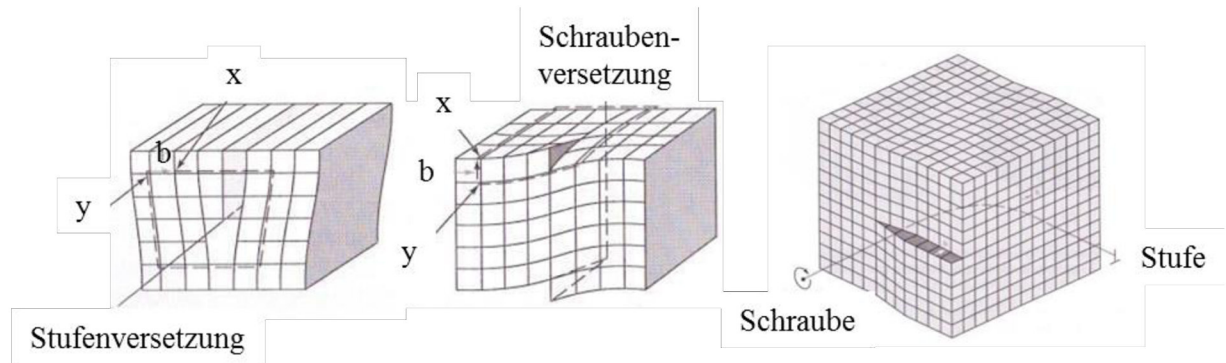 x
b
y
Stufenversetzung
Schrauben-
versetzung
x
b
y
Schraube
Stufe